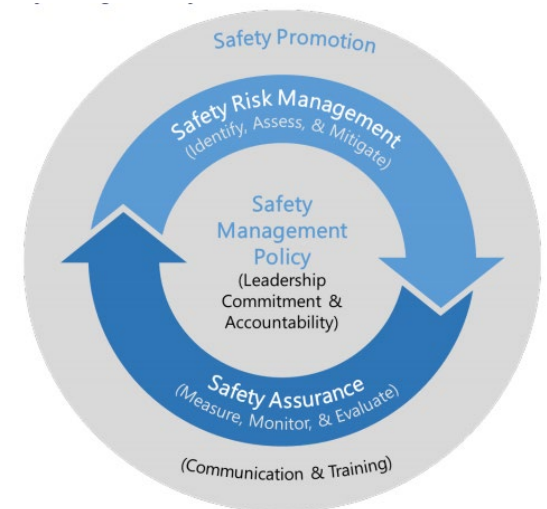 Safety Promotion
Safety Risk Management
(Identify, Assess, & Mitigate)
Safety
Management
Policy
(Leadership
Commitment &
Accountability)
Safety Assurance
(Measure, Monitor, & Evaluate)
(Communication & Training)